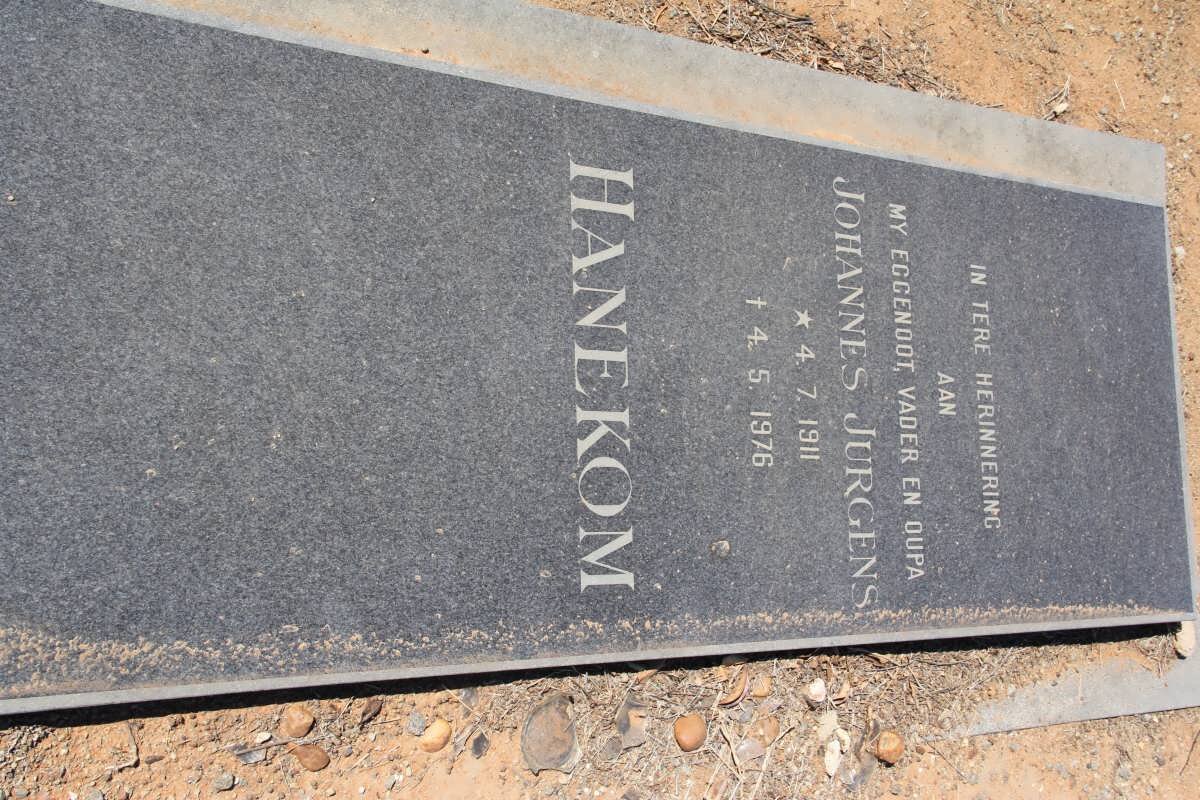 IN TERE HERINNERING
AAN
MY EGGENOOT, VADER EN OUPA
JOHANNES JURGENS
★ 4. 7. 1911
† 4. 5. 1976
HANEKOM